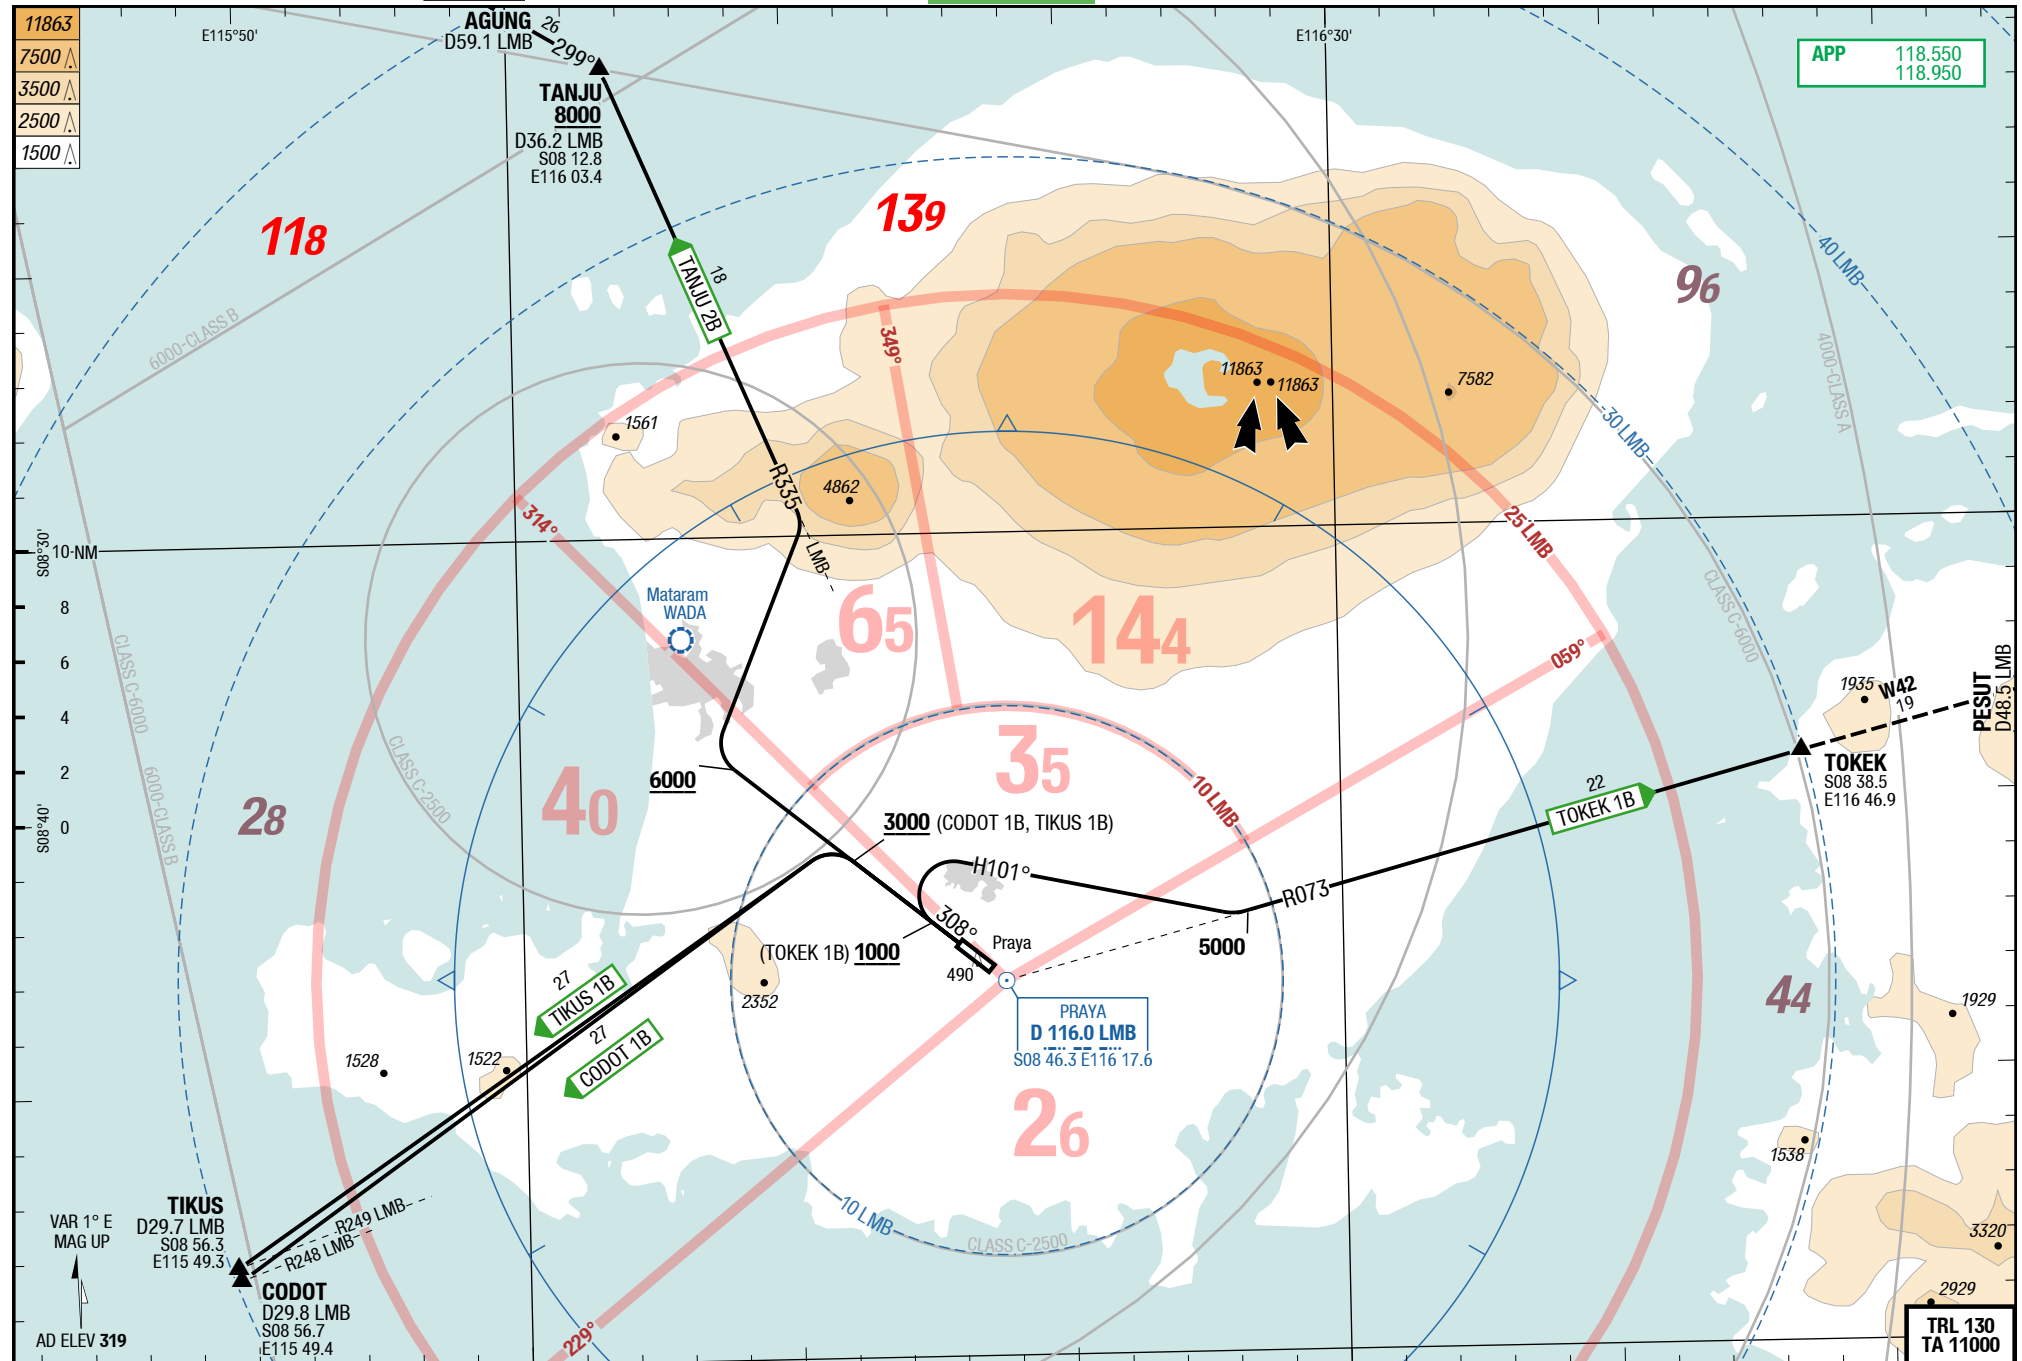 11863
7500
3500
2500
1500
E115°50'
AGUNG
D59.1 LMB
26
299°
TANJU
8000
D36.2 LMB
S08 12.8
E116 03.4
E116°30'
APP 118.550
118.950
118
139
96
40 LMB
6000-CLASS B
18
TANJU 2B
349°
11863
11863
7582
4000-CLASS A
30 LMB
1561
R335
4862
LMB
314°
25 LMB
S08°30'
10 NM
8
6
4
2
0
S08°40'
Mataram
WADA
65
144
059°
CLASS C-6000
CLASS C-6000
6000-CLASS B
CLASS C-2500
1935
W42
19
PESUT
D48.5 LMB
TOKEK
S08 38.5
E116 46.9
6000
35
10 LMB
22
TOKEK 1B
28
40
3000 (CODOT 1B, TIKUS 1B)
H101°
R073
308°
(TOKEK 1B) 1000
Praya
490
5000
2352
27
TIKUS 1B
27
CODOT 1B
PRAYA
D 116.0 LMB
S08 46.3 E116 17.6
44
1929
1528
1522
26
1538
10 LMB
CLASS C-2500
TIKUS
D29.7 LMB
S08 56.3
E115 49.3
R249 LMB
R248 LMB
CODOT
D29.8 LMB
S08 56.7
E115 49.4
VAR 1° E
MAG UP
AD ELEV 319
229°
3320
2929
TRL 130
TA 11000